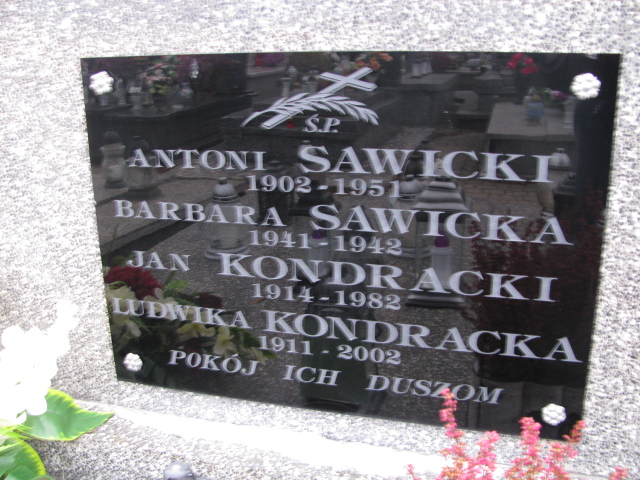 Ś.P.
ANTONI SAWICKI
1902 - 1951
BARBARA SAWICKA
1941 - 1942
JAN KONDRACKI
1914 - 1982
LUDWIKA KONDRACKA
1911 - 2002
POKÓJ ICH DUSZOM